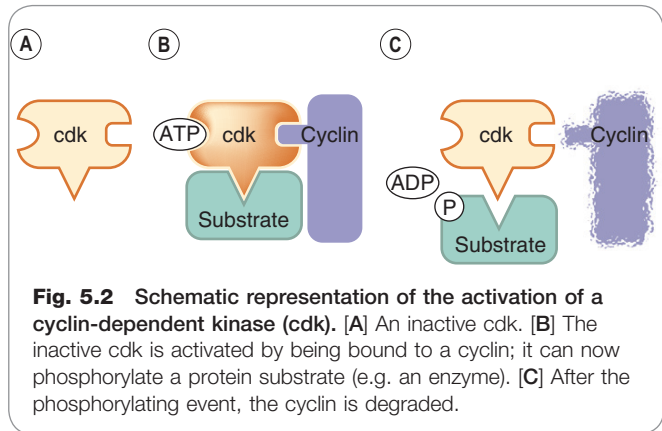 A
B
C
cdk
ATP
cdk
Cyclin
Substrate
cdk
Cyclin
ADP
P
Substrate
Fig. 5.2 Schematic representation of the activation of a
cyclin-dependent kinase (cdk). [A] An inactive cdk. [B] The
inactive cdk is activated by being bound to a cyclin; it can now
phosphorylate a protein substrate (e.g. an enzyme). [C] After the
phosphorylating event, the cyclin is degraded.